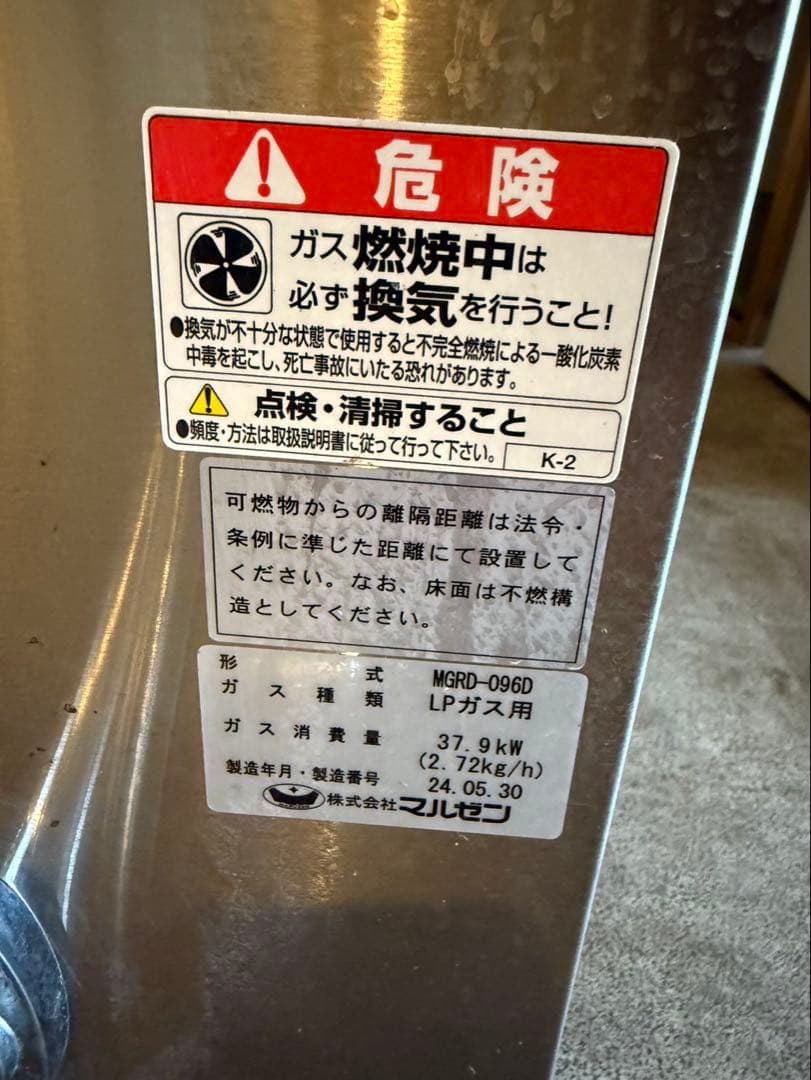 危険
ガス燃焼中は
必ず換気を行うこと!
●換気が不十分な状態で使用すると不完全燃焼による一酸化炭素
中毒を起こし、死亡事故にいたる恐れがあります。
点検・清掃すること
●頻度・方法は取扱説明書に従って行って下さい。
K-2
可燃物からの離隔距離は法令・
条例に準じた距離にて設置して
ください。なお、床面は不燃構
造としてください。
形式 MGRD-096D
ガス種類 LPガス用
ガス消費量 37.9kW
(2.72kg/h)
製造年月・製造番号 24.05.30
株式会社マルゼン